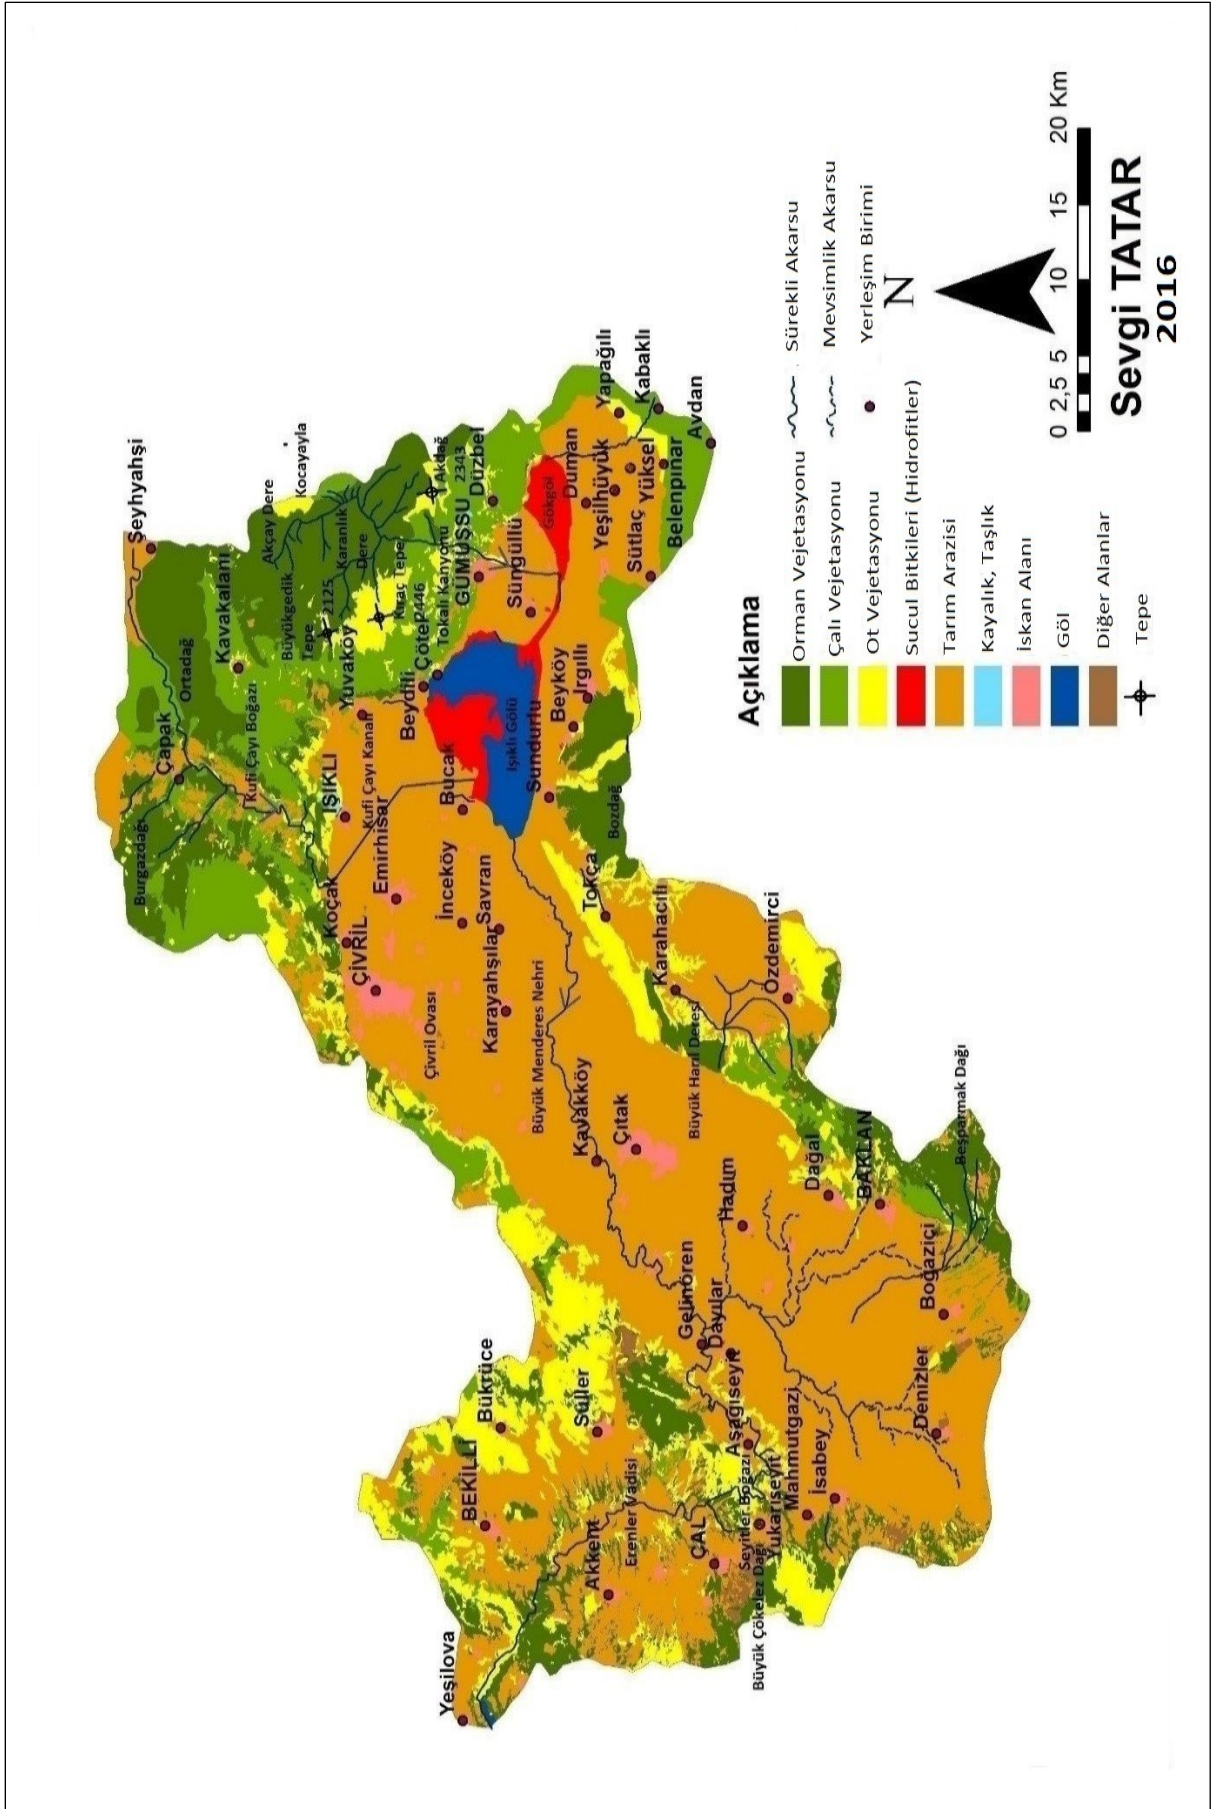 Şeyhyahşi
Kocayayla
Akçay Dere
Karanlık
Dere
Akdağ
2343
Düzbel
Kavakalanı
Büyükgedik
Tepe
2125
Kıraç Tepe
2446
Tokalı Kanyonu
GÜMÜŞSU
Süngüllü
Gökgöl
Duman
Yeşilhüyük
Yapağılı
Kabaklı
Yüksel
Sütlaç
Belenpınar
Avdan
Ortadağ
Çapak
Kufi Çayı Boğazı
Yuvaköy
Beydilli
Burgazdağı
IŞIKLI
Kufi Çayı Kanalı
Bucak
Işıklı Gölü
Sundurlu
Beyköy
Irgıllı
Bozdağ
Koçak
Emirhisar
İnceköy
Savran
Tokça
ÇİVRİL
Karayahşılar
Karahacılı
Özdemirci
Çivril Ovası
Büyük Menderes Nehri
Kavakköy
Çıtak
Büyük Harıl Deresi
Beşparmak Dağı
Dağal
BAKLAN
Hadım
Boğaziçi
Gelinören
Dayılar
Bükrüce
Süller
Aşağıseyit
Denizler
BEKİLLİ
Erenler Vadisi
Mahmutgazi
İsabey
Seyitler Boğazı
Yukarıseyit
ÇAL
Akkent
Büyük Çökelez Dağı
Yeşilova
Açıklama
Orman Vejetasyonu
Çalı Vejetasyonu
Ot Vejetasyonu
Sucul Bitkileri (Hidrofitler)
Tarım Arazisi
Kayalık, Taşlık
İskan Alanı
Göl
Diğer Alanlar
Tepe
Sürekli Akarsu
Mevsimlik Akarsu
Yerleşim Birimi
N
0 2,5 5 10 15 20 Km
Sevgi TATAR
2016